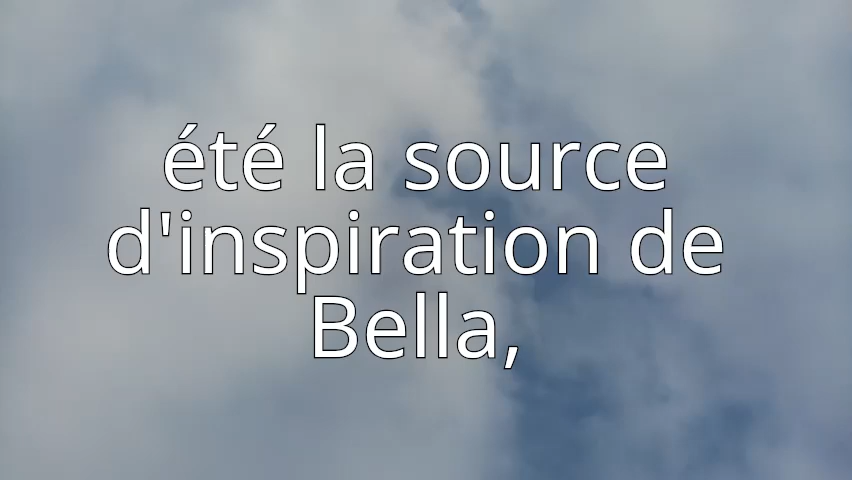 été la source
d'inspiration de
Bella,